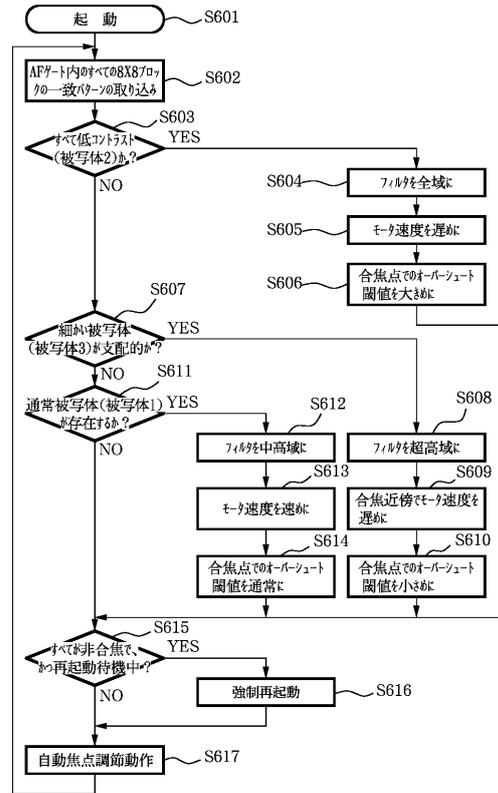 起動
S601
AFゲート内のすべての8X8ブロッ
クの一致パターンの取り込み
S602
S603
すべて低コントラスト
(被写体2)か?
YES
NO
S604
フィルタを全域に
S605
モータ速度を遅めに
S606
合焦点でのオーバーシュート
閾値を大きめに
S607
細かい被写体
(被写体3)が支配的か?
YES
NO
S611
通常被写体(被写体1)
が存在するか?
YES
NO
S612
フィルタを中高域に
S613
モータ速度を速めに
S614
合焦点でのオーバーシュート
閾値を通常に
S608
フィルタを超高域に
S609
合焦近傍でモータ速度を
遅めに
S610
合焦点でのオーバーシュート
閾値を小さめに
S615
すべてが非合焦で、
かつ再起動待機中?
YES
NO
強制再起動
S616
自動焦点調節動作
S617